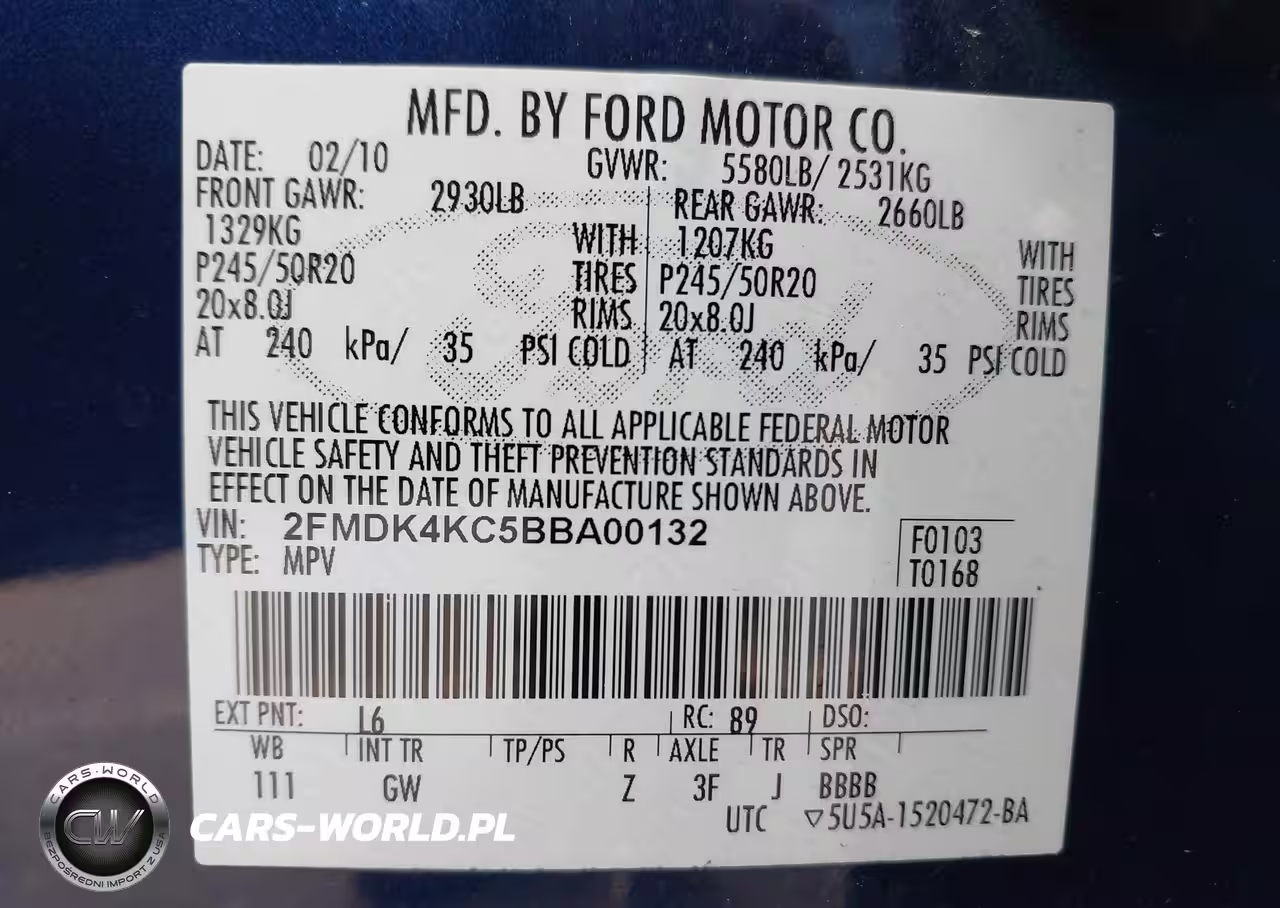 MFD. BY FORD MOTOR CO.
DATE: 02/10 GVWR: 5580LB/ 2531KG
FRONT GAWR: 2930LB REAR GAWR: 2660LB
1329KG WITH 1207KG WITH
P245/50R20 TIRES P245/50R20 TIRES
20x8.0J RIMS 20x8.0J RIMS
AT 240 kPa/ 35 PSI COLD AT 240 kPa/ 35 PSI COLD
THIS VEHICLE CONFORMS TO ALL APPLICABLE FEDERAL MOTOR
VEHICLE SAFETY AND THEFT PREVENTION STANDARDS IN
EFFECT ON THE DATE OF MANUFACTURE SHOWN ABOVE.
VIN: 2FMDK4KC5BBA00132
F0103
TYPE: MPV
T0168
EXT PNT: L6 RC: 89 DSO:
WB INT TR TP/PS R AXLE TR SPR
111 GW Z 3F J BBBB
UTC ▽5U5A-1520472-BA
CARS-WORLD
CW
BEZPOŚREDNI IMPORT Z USA
CARS-WORLD.PL